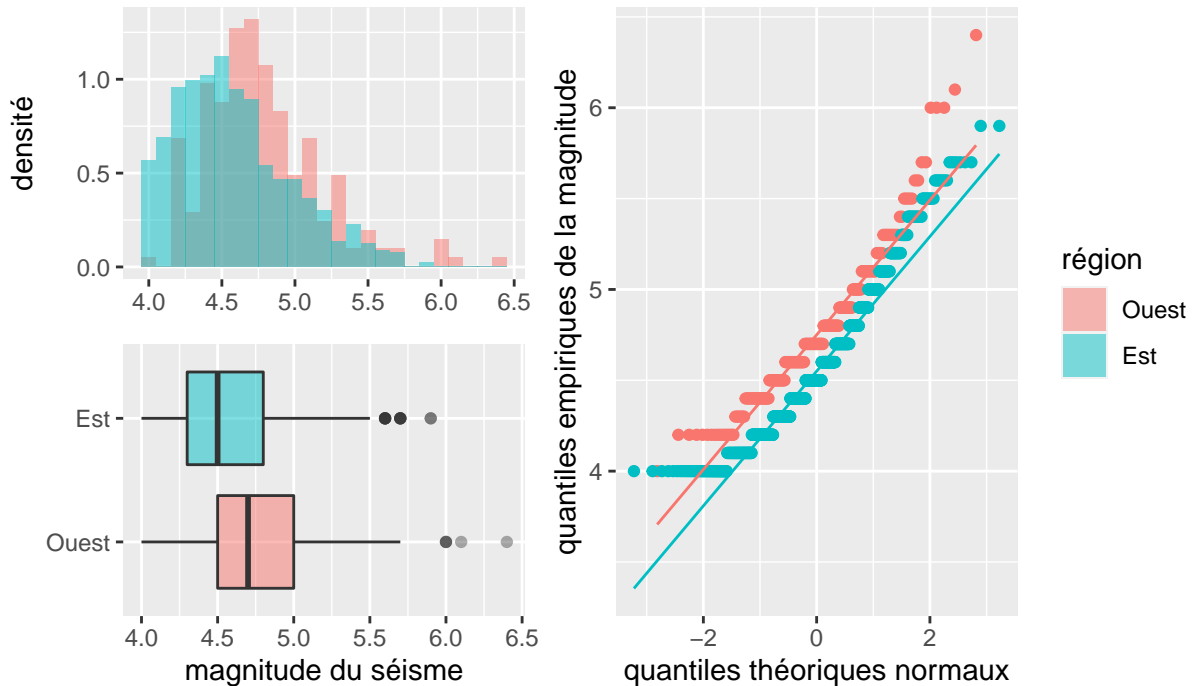 densité
1.0
0.5
0.0
4.0 4.5 5.0 5.5 6.0 6.5
Est
Ouest
4.0 4.5 5.0 5.5 6.0 6.5
magnitude du séisme
quantiles empiriques de la magnitude
6
5
4
−2 0 2
quantiles théoriques normaux
région
Ouest
Est